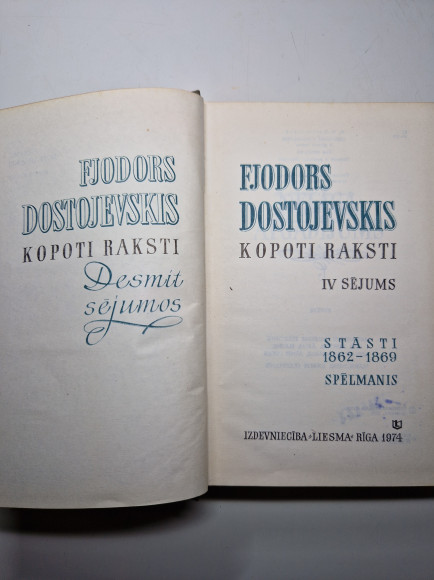 FJODORS
DOSTOJEVSKIS
KOPOTI RAKSTI
Desmit
sējumos
FJODORS
DOSTOJEVSKIS
KOPOTI RAKSTI
IV SĒJUMS
STĀSTI
1862-1869
SPĒLMANIS
IZDEVNIECĪBA «LIESMA» RĪGA 1974